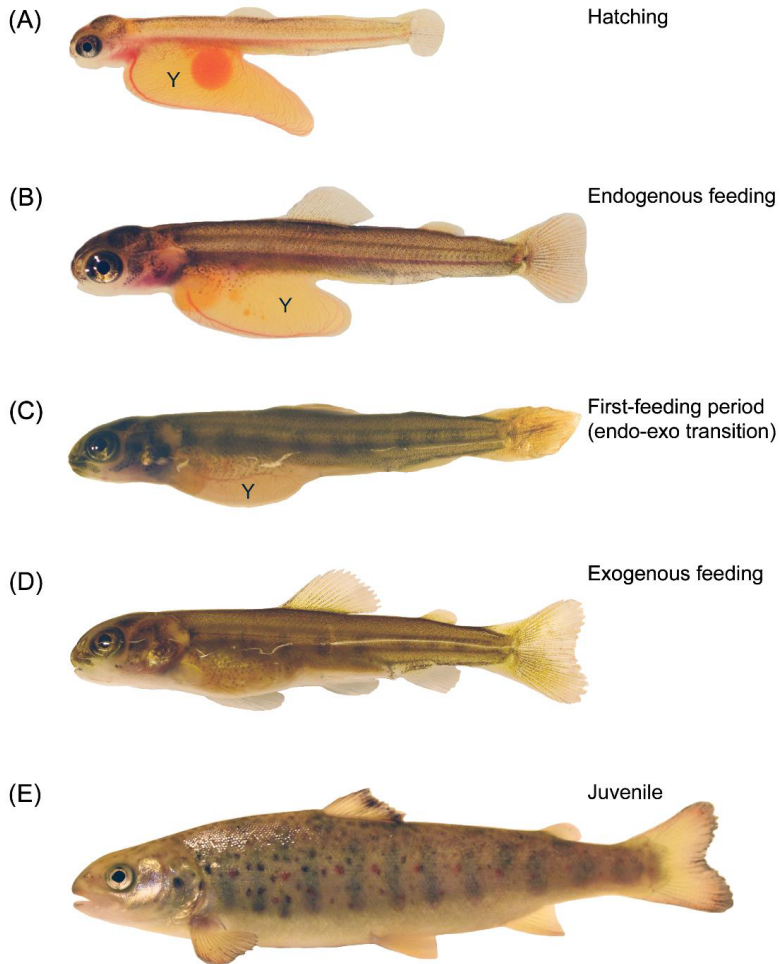 (A)
Hatching
Y
(B)
Endogenous feeding
Y
(C)
First-feeding period
(endo-exo transition)
Y
(D)
Exogenous feeding
(E)
Juvenile